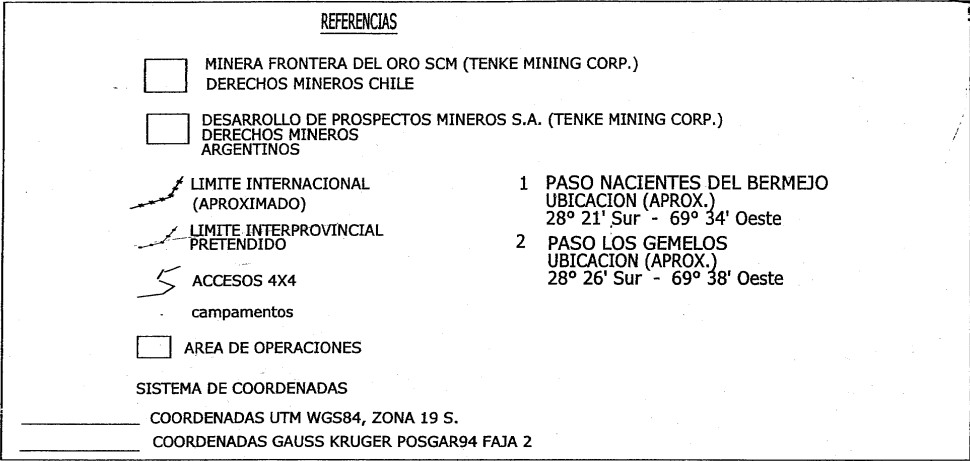 REFERENCIAS
MINERA FRONTERA DEL ORO SCM (TENKE MINING CORP.)
DERECHOS MINEROS CHILE
DESARROLLO DE PROSPECTOS MINEROS S.A. (TENKE MINING CORP.)
DERECHOS MINEROS
ARGENTINOS
LIMITE INTERNACIONAL
(APROXIMADO)
LIMITE INTERPROVINCIAL
PRETENDIDO
ACCESOS 4X4
campamentos
AREA DE OPERACIONES
1 PASO NACIENTES DEL BERMEJO
UBICACION (APROX.)
28º 21' Sur - 69º 34' Oeste
2 PASO LOS GEMELOS
UBICACION (APROX.)
28º 26' Sur - 69º 38' Oeste
SISTEMA DE COORDENADAS
COORDENADAS UTM WGS84, ZONA 19 S.
COORDENADAS GAUSS KRUGER POSGAR94 FAJA 2